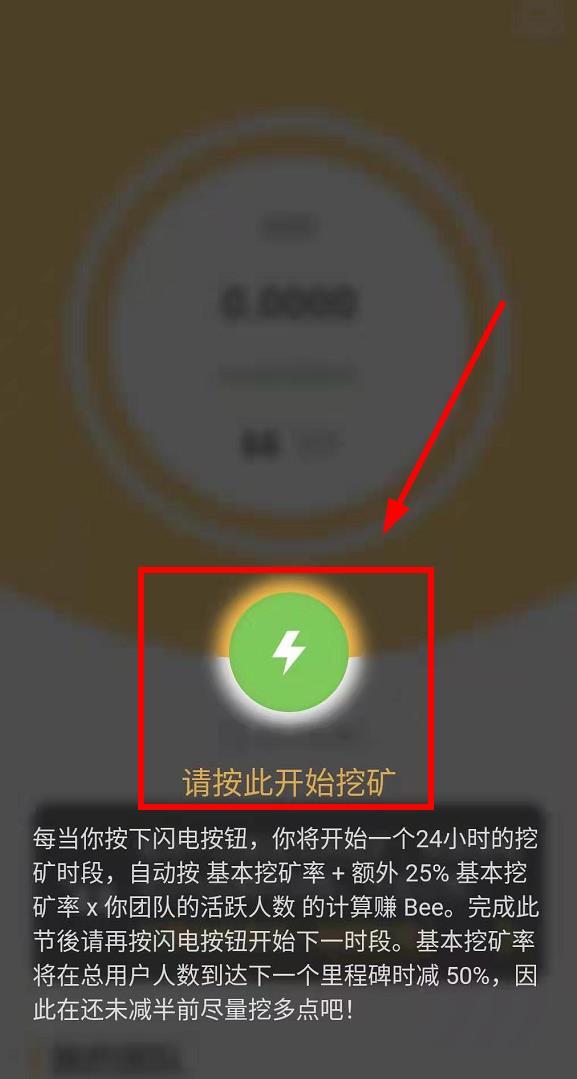 0.0000
请按此开始挖矿
每当你按下闪电按钮，你将开始一个24小时的挖
矿时段，自动按 基本挖矿率 + 额外 25% 基本挖
矿率 x 你团队的活跃人数 的计算赚 Bee。完成此
节後請再按闪电按钮开始下一时段。基本挖矿率
将在总用户人数到达下一个里程碑时减 50%，因
此在还未减半前尽量挖多点吧！